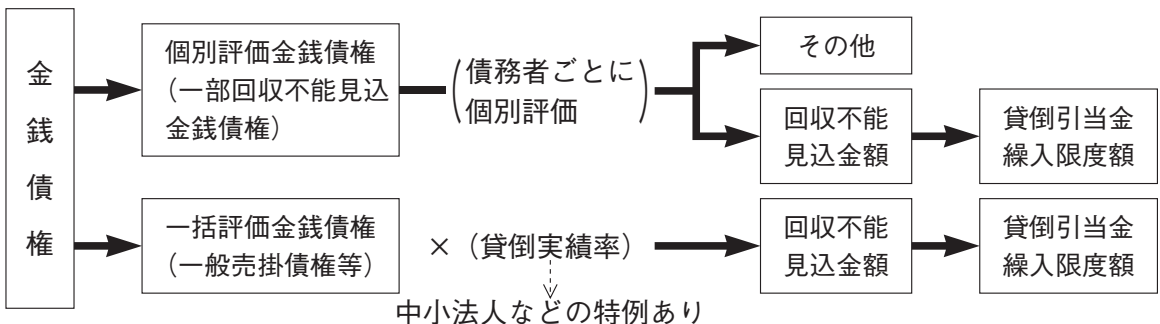 金銭債権
個別評価金銭債権
（一部回収不能見込
金銭債権）
（債務者ごとに
個別評価）
その他
回収不能
見込金額
貸倒引当金
繰入限度額
一括評価金銭債権
（一般売掛債権等）
×（貸倒実績率）
中小法人などの特例あり
回収不能
見込金額
貸倒引当金
繰入限度額